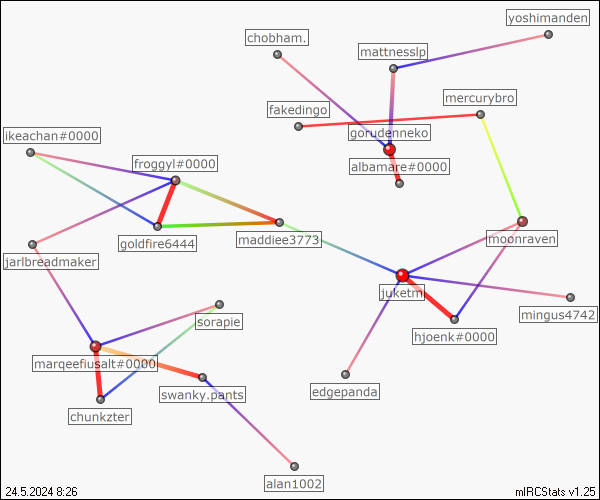 yoshimanden
chobham.
mattnesslp
mercurybro
fakedingo
gorudenneko
ikeachan#0000
froggyl#0000
albamare#0000
goldfire6444
maddiee3773
moonraven
jarlbreadmaker
juketm
mingus4742
sorapie
hjoenk#0000
marqeefiusalt#0000
edgepanda
swanky.pants
chunkzter
alan1002
24.5.2024 8:26
mIRCStats v1.25